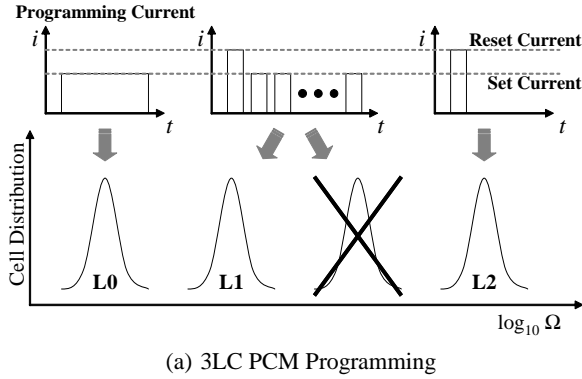 Programming Current
i
i
i
Reset Current
Set Current
t
t
t
Cell Distribution
L0
L1
L2
log₁₀ Ω
(a) 3LC PCM Programming